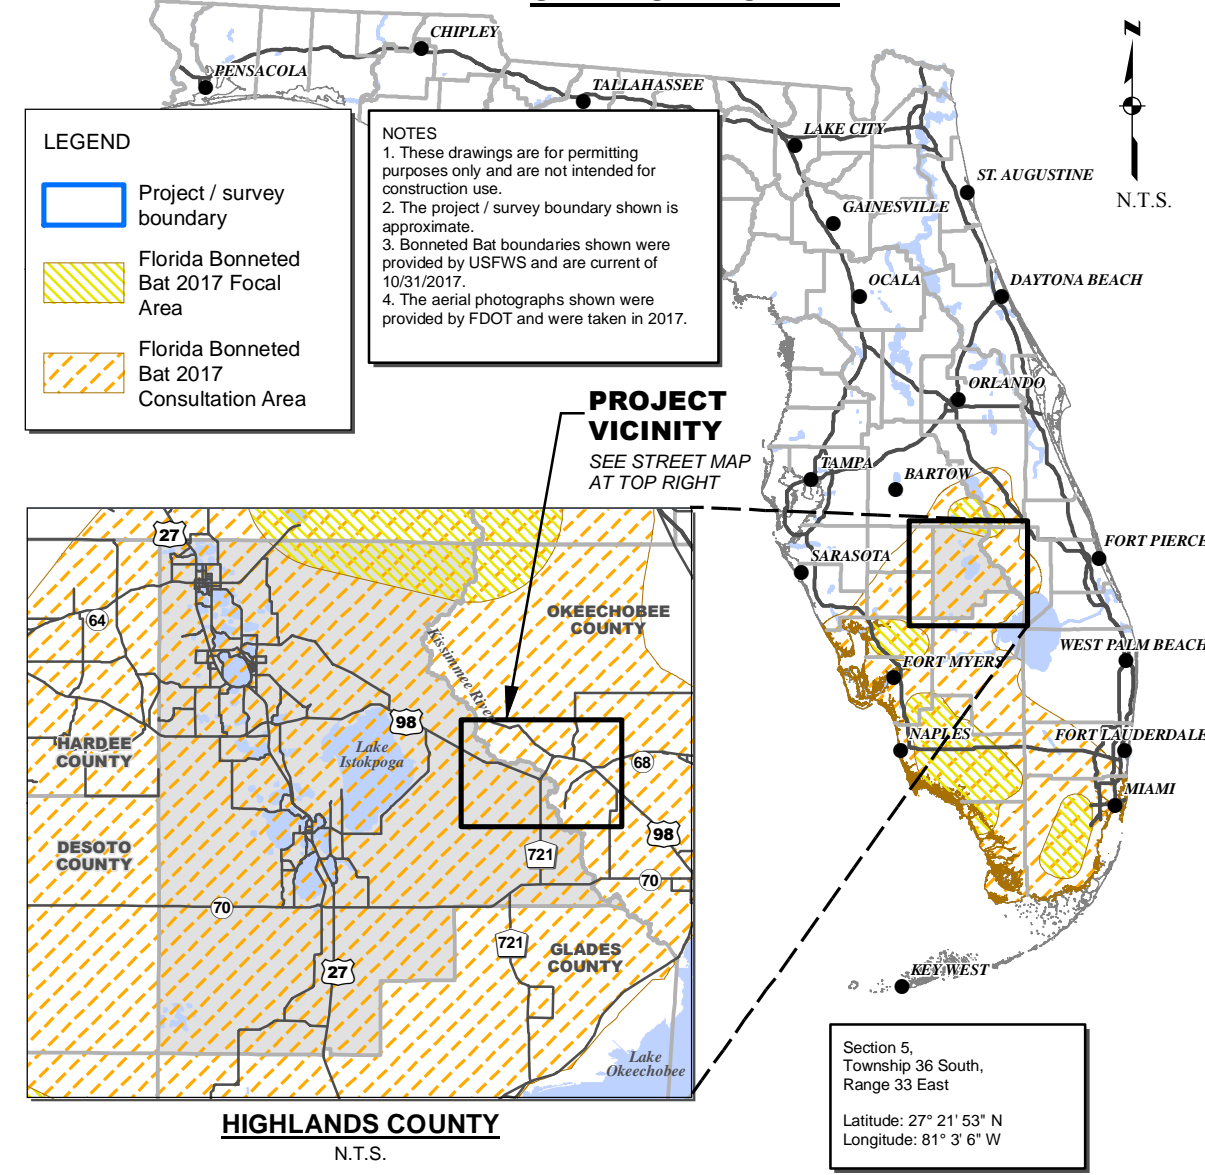 CHIPLEY
PENSACOLA
TALLAHASSEE
LAKE CITY
ST. AUGUSTINE
GAINESVILLE
OCALA
DAYTONA BEACH
ORLANDO
TAMPA
BARTOW
SARASOTA
FORT PIERCE
WEST PALM BEACH
FORT MYERS
NAPLES
FORT LAUDERDALE
MIAMI
KEY WEST
Z
N.T.S.
LEGEND
Project / survey
boundary
Florida Bonneted
Bat 2017 Focal
Area
Florida Bonneted
Bat 2017
Consultation Area
NOTES
1. These drawings are for permitting
purposes only and are not intended for
construction use.
2. The project / survey boundary shown is
approximate.
3. Bonneted Bat boundaries shown were
provided by USFWS and are current of
10/31/2017.
4. The aerial photographs shown were
provided by FDOT and were taken in 2017.
PROJECT
VICINITY
SEE STREET MAP
AT TOP RIGHT
27
64
OKEECHOBEE
COUNTY
Kissimmee River
98
HARDEE
COUNTY
Lake
Istokpoga
68
98
DESOTO
COUNTY
721
70
70
721
GLADES
COUNTY
27
Lake
Okeechobee
HIGHLANDS COUNTY
N.T.S.
Section 5,
Township 36 South,
Range 33 East
Latitude: 27° 21' 53" N
Longitude: 81° 3' 6" W